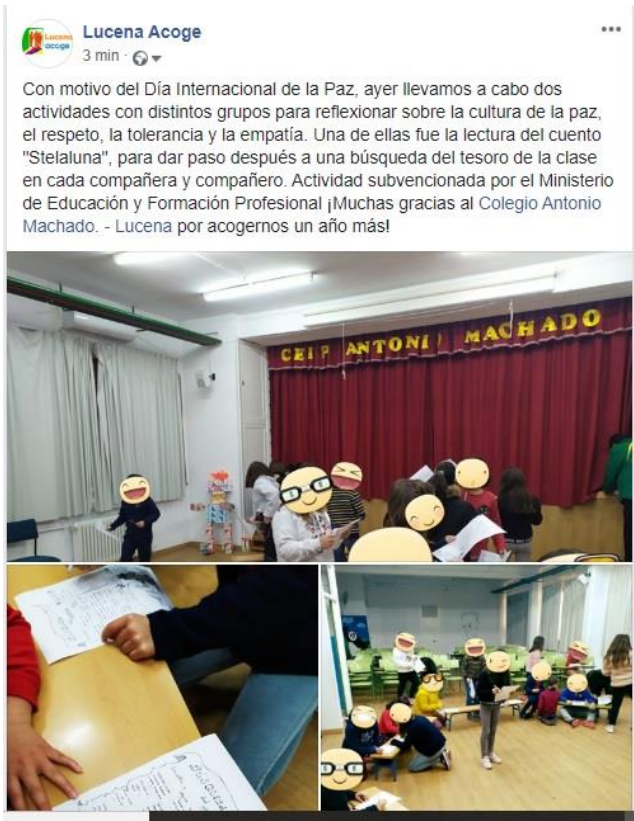 Lucena acoge
Lucena Acoge
3 min ·
Con motivo del Día Internacional de la Paz, ayer llevamos a cabo dos
actividades con distintos grupos para reflexionar sobre la cultura de la paz,
el respeto, la tolerancia y la empatía. Una de ellas fue la lectura del cuento
"Stelaluna", para dar paso después a una búsqueda del tesoro de la clase
en cada compañera y compañero. Actividad subvencionada por el Ministerio
de Educación y Formación Profesional ¡Muchas gracias al Colegio Antonio
Machado. - Lucena por acogernos un año más!
CEIP ANTONI MACHADO